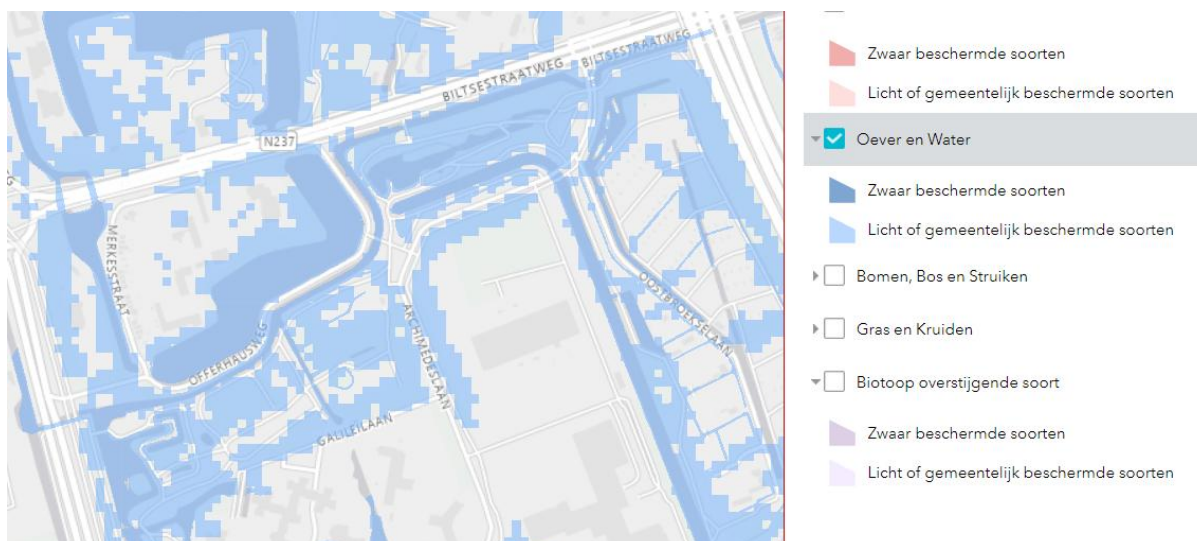 BILTSESTRAATWEG
BILTSESTRAATWEG
N237
MERKESSTRAAT
OFFERHAUSWEG
ARCHIMEDESLAAN
OOSTBROEKSELAAN
GALILEILAAN
Zwaar beschermde soorten
Licht of gemeentelijk beschermde soorten
Oever en Water
Zwaar beschermde soorten
Licht of gemeentelijk beschermde soorten
Bomen, Bos en Struiken
Gras en Kruiden
Biotoop overstijgende soort
Zwaar beschermde soorten
Licht of gemeentelijk beschermde soorten